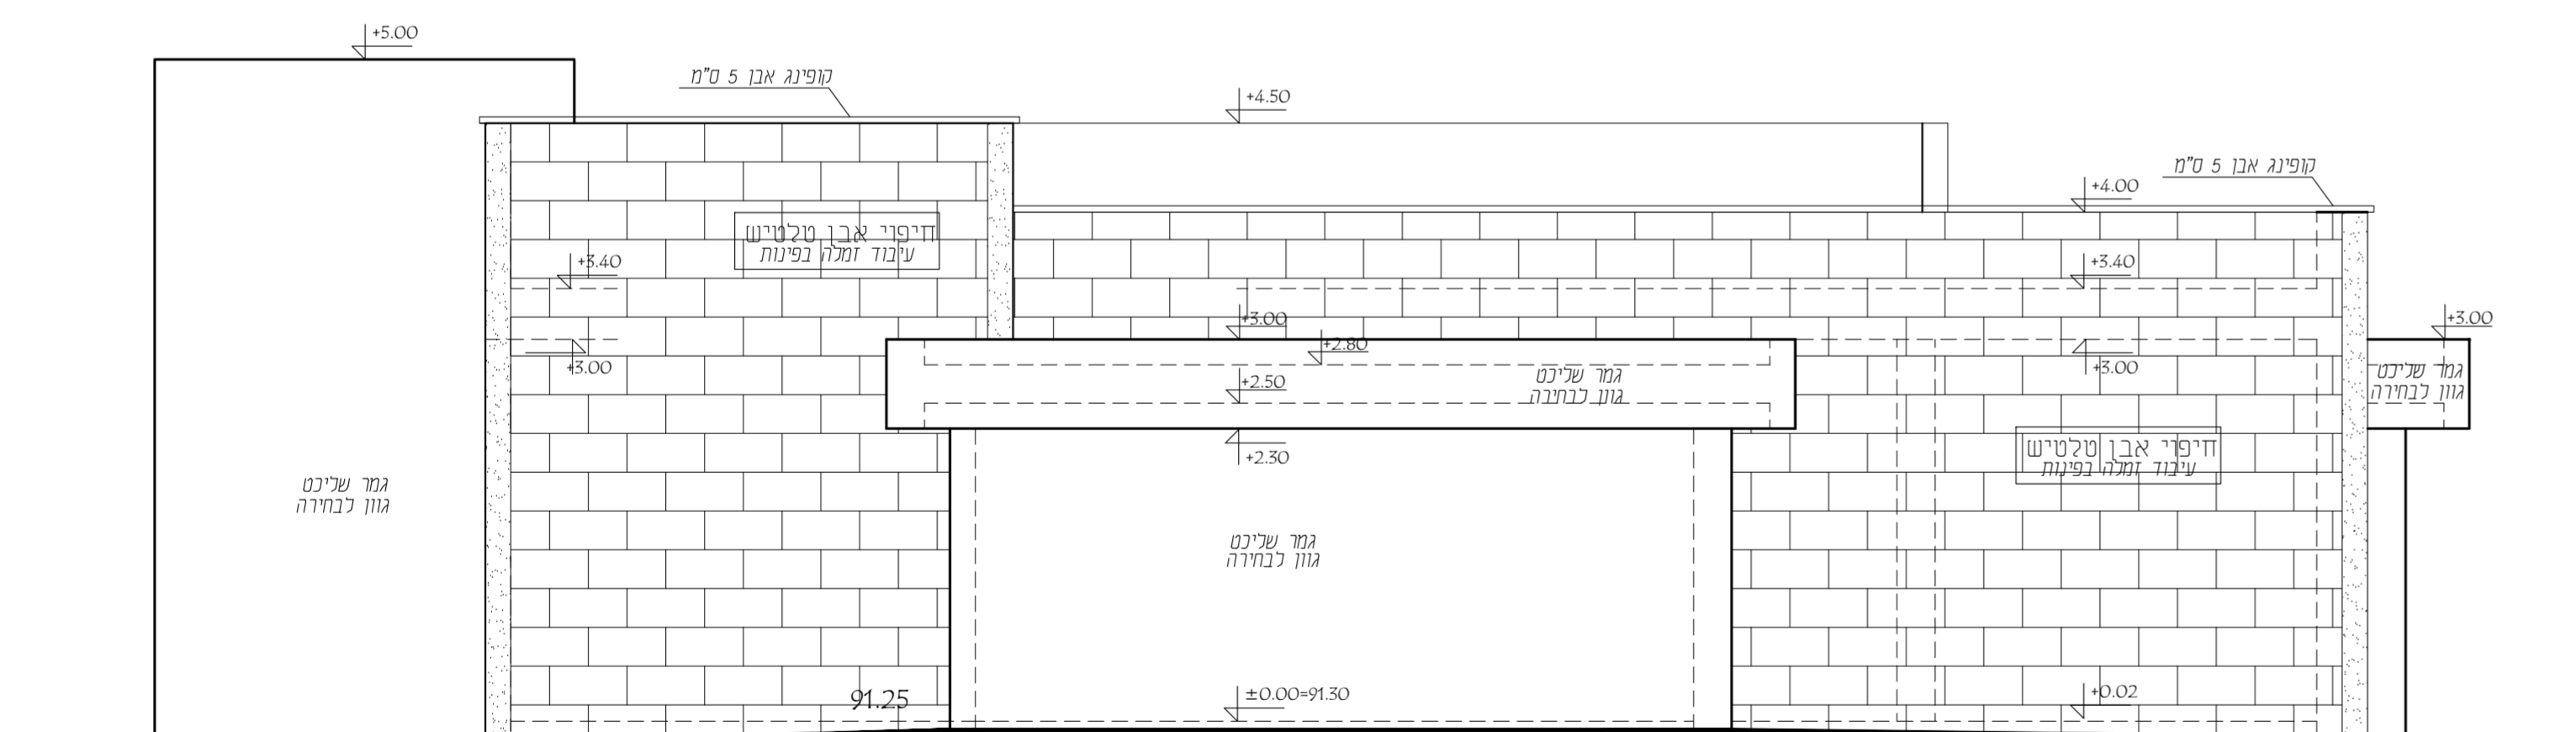 +5.00
קופינג אבן 5 ס"מ
+4.50
קופינג אבן 5 ס"מ
+4.00
חיפוי אבן טלטיש
עיבוד זמלה בפינות
+3.40
+3.40
+3.00
+3.00
+2.80
+3.00
+3.00
גמר שליכט
גוון לבחירה
גמר שליכט
גוון לבחירה
+2.50
+2.30
חיפוי אבן טלטיש
עיבוד זמלה בפינות
גמר שליכט
גוון לבחירה
גמר שליכט
גוון לבחירה
91.25
±0.00=91.30
+0.02